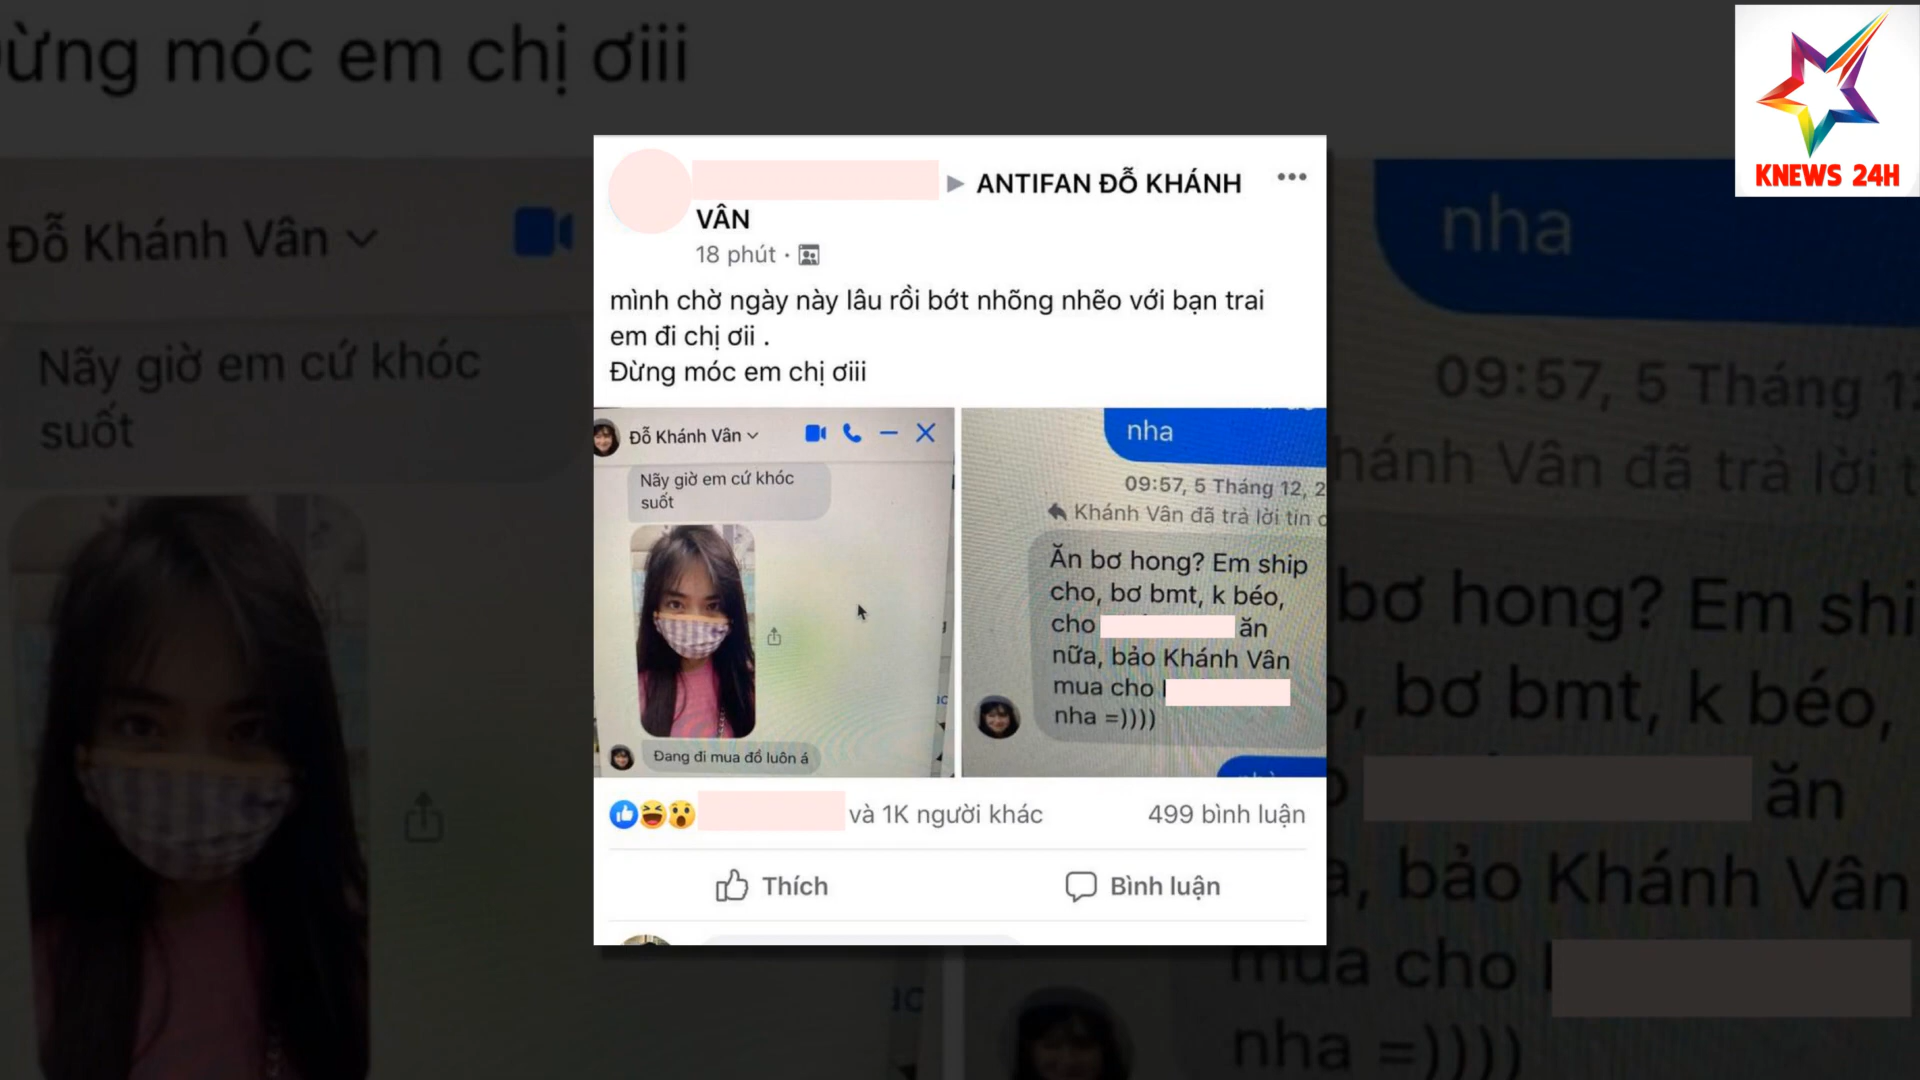 ừng móc em chị ơiii
KNEWS 24H
ANTIFAN ĐỖ KHÁNH
VÂN
18 phút
mình chờ ngày này lâu rồi bớt nhõng nhẽo với bạn trai
em đi chị ơii .
Đừng móc em chị ơiii
Đỗ Khánh Vân
Nãy giờ em cứ khóc
suốt
Đang đi mua đồ luôn á
nha
09:57, 5 Tháng 12, 2
Khánh Vân đã trả lời tin
Ăn bơ hong? Em ship
cho, bơ bmt, k béo,
cho ăn
nữa, bảo Khánh Vân
mua cho
nha =))))
và 1K người khác
499 bình luận
Thích
Bình luận
Đỗ Khánh Vân
Nãy giờ em cứ khóc
suốt
nha
09:57, 5 Tháng 12
hánh Vân đã trả lời t
bơ hong? Em shi
, bơ bmt, k béo,
ăn
a, bảo Khánh Vân
mua cho
nha =))))